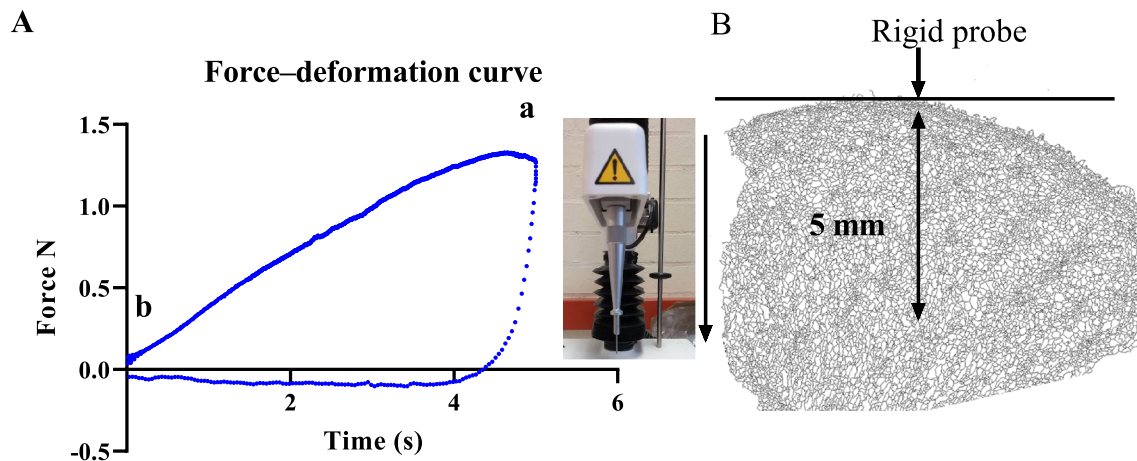 A
Force–deformation curve
a
1.5
1.0
b
0.5
Force N
0.0
2
4
6
Time (s)
-0.5
B
Rigid probe
5 mm